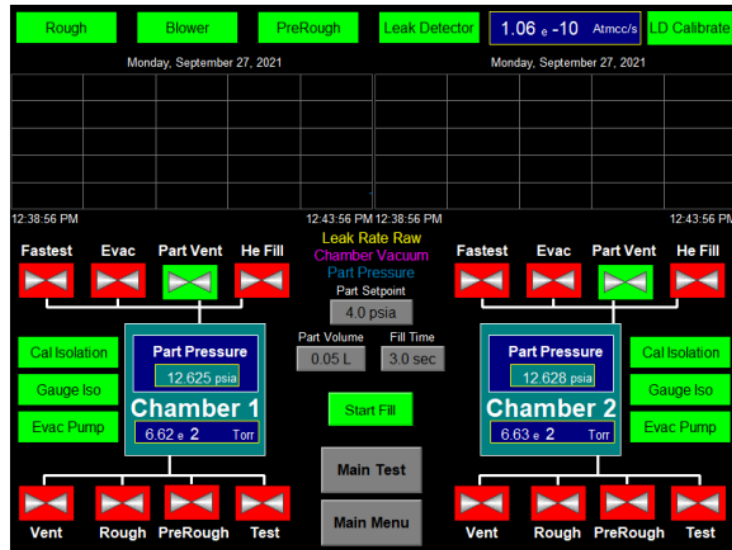 Rough Blower PreRough Leak Detector 1.06 e -10 Atmcc/s LD Calibrate
Monday, September 27, 2021 Monday, September 27, 2021
12:38:56 PM 12:43:56 PM 12:38:56 PM 12:43:56 PM
Leak Rate Raw
Chamber Vacuum
Part Pressure
Fastest Evac Part Vent He Fill
Part Setpoint
4.0 psia
Part Volume Fill Time
0.05 L 3.0 sec
Start Fill
Main Test
Main Menu
Cal Isolation
Gauge Iso
Evac Pump
Part Pressure
12.625 psia
Chamber 1
6.62 e 2 Torr
Vent Rough PreRough Test
Fastest Evac Part Vent He Fill
Part Pressure
12.628 psia
Chamber 2
6.63 e 2 Torr
Cal Isolation
Gauge Iso
Evac Pump
Vent Rough PreRough Test